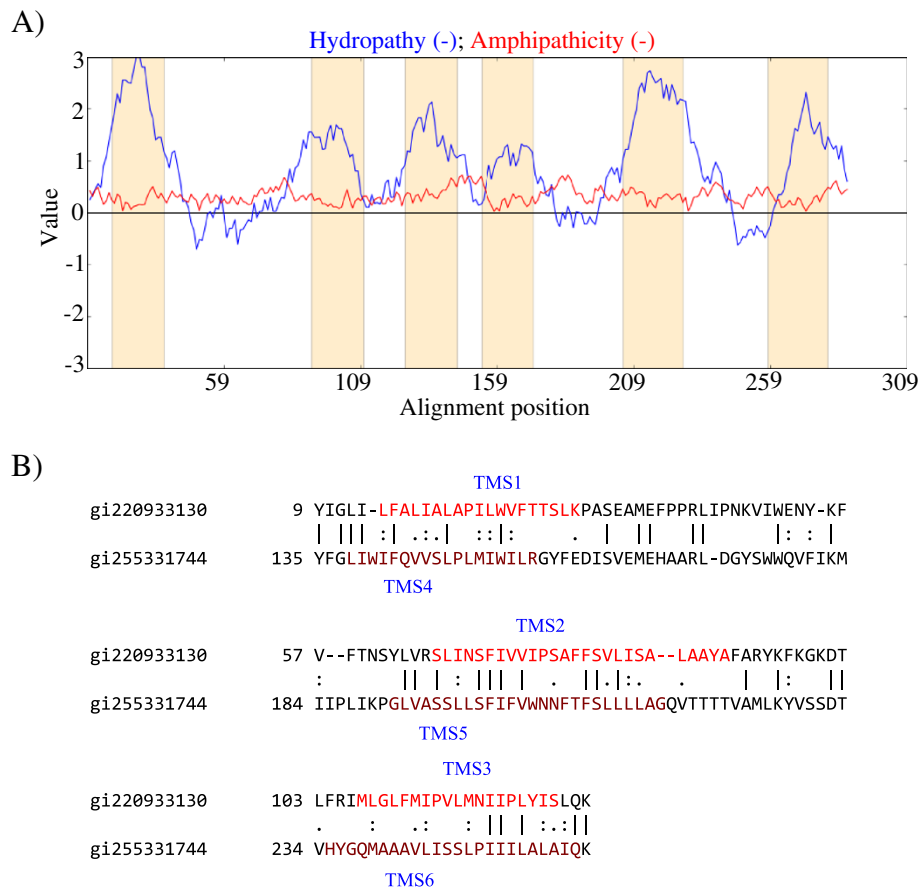 A)
Hydropathy (-); Amphipathicity (-)
3
2
1
0
-1
-2
-3
Value
59 109 159 209 259 309
Alignment position
B)
TMS1
gi220933130 9 YIGLI-LFALIALAPILWVFTTSLKPASEAMEFPPRLIPNKVIWENY-KF
| ||| :| .:.| ::|: . | || || |: : |
gi255331744 135 YFGLIWIFQVVSLPLMIWILRGYFEDISVEMEHAARL-DGYSWWQVFIKM
TMS4
TMS2
gi220933130 57 V--FTNSYLVRSLINSFIVVIPSAFFSVLISA--LAAYAFARYKFKGKDT
: || | :||| | . ||.|:. . | |: ||
gi255331744 184 IIPLIKPGLVASSLLSFIFVWNNFTFSLLLLAGQVTTTTVAMLKYVSSDT
TMS5
TMS3
gi220933130 103 LFRIMLGLFMIPVLMNIIPLYISLQK
. : .: : || | :.:||
gi255331744 234 VHYGQMAAAVLISSLPIIIILALAIQK
TMS6